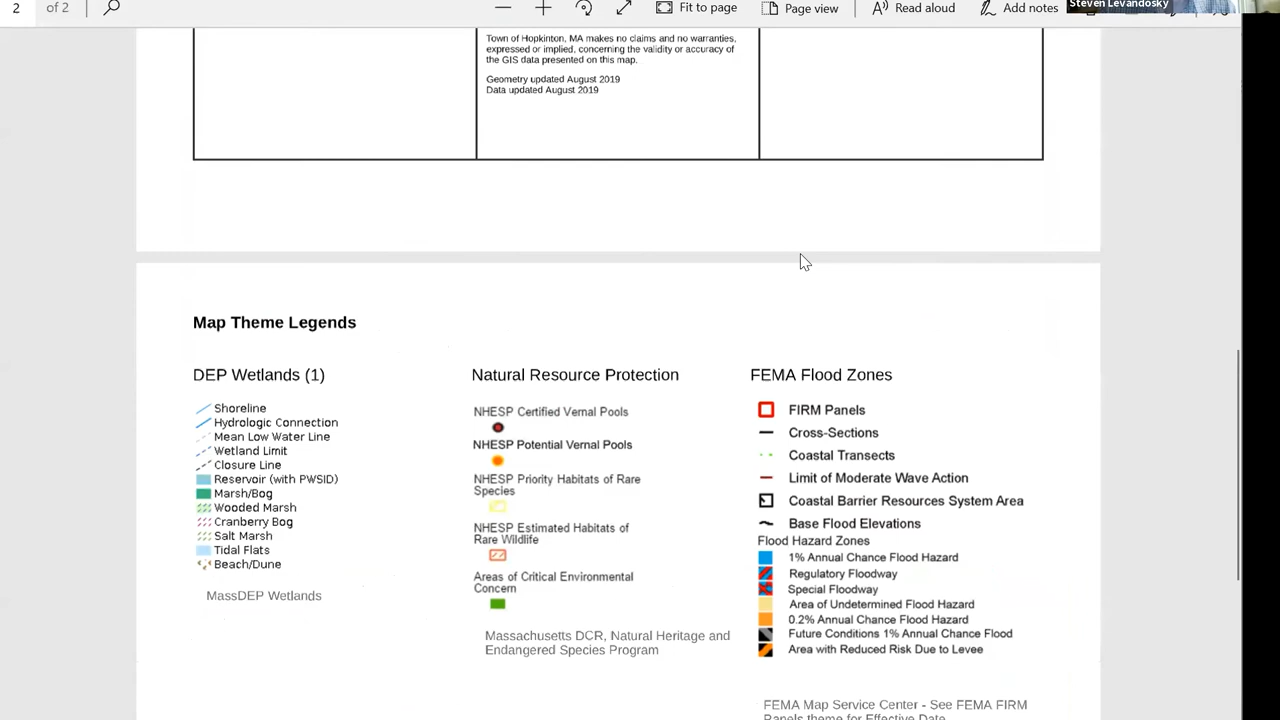 2 of 2 Fit to page Page view Read aloud Add notes
Steven Levandosky
Town of Hopkinton, MA makes no claims and no warranties,
expressed or implied, concerning the validity or accuracy of
the GIS data presented on this map.
Geometry updated August 2019
Data updated August 2019
Map Theme Legends
DEP Wetlands (1)
Shoreline
Hydrologic Connection
Mean Low Water Line
Wetland Limit
Closure Line
Reservoir (with PWSID)
Marsh/Bog
Wooded Marsh
Cranberry Bog
Salt Marsh
Tidal Flats
Beach/Dune
MassDEP Wetlands
Natural Resource Protection
NHESP Certified Vernal Pools
NHESP Potential Vernal Pools
NHESP Priority Habitats of Rare
Species
NHESP Estimated Habitats of
Rare Wildlife
Areas of Critical Environmental
Concern
Massachusetts DCR, Natural Heritage and
Endangered Species Program
FEMA Flood Zones
FIRM Panels
Cross-Sections
Coastal Transects
Limit of Moderate Wave Action
Coastal Barrier Resources System Area
Base Flood Elevations
Flood Hazard Zones
1% Annual Chance Flood Hazard
Regulatory Floodway
Special Floodway
Area of Undetermined Flood Hazard
0.2% Annual Chance Flood Hazard
Future Conditions 1% Annual Chance Flood
Area with Reduced Risk Due to Levee
FEMA Map Service Center - See FEMA FIRM
Panels theme for Effective Date